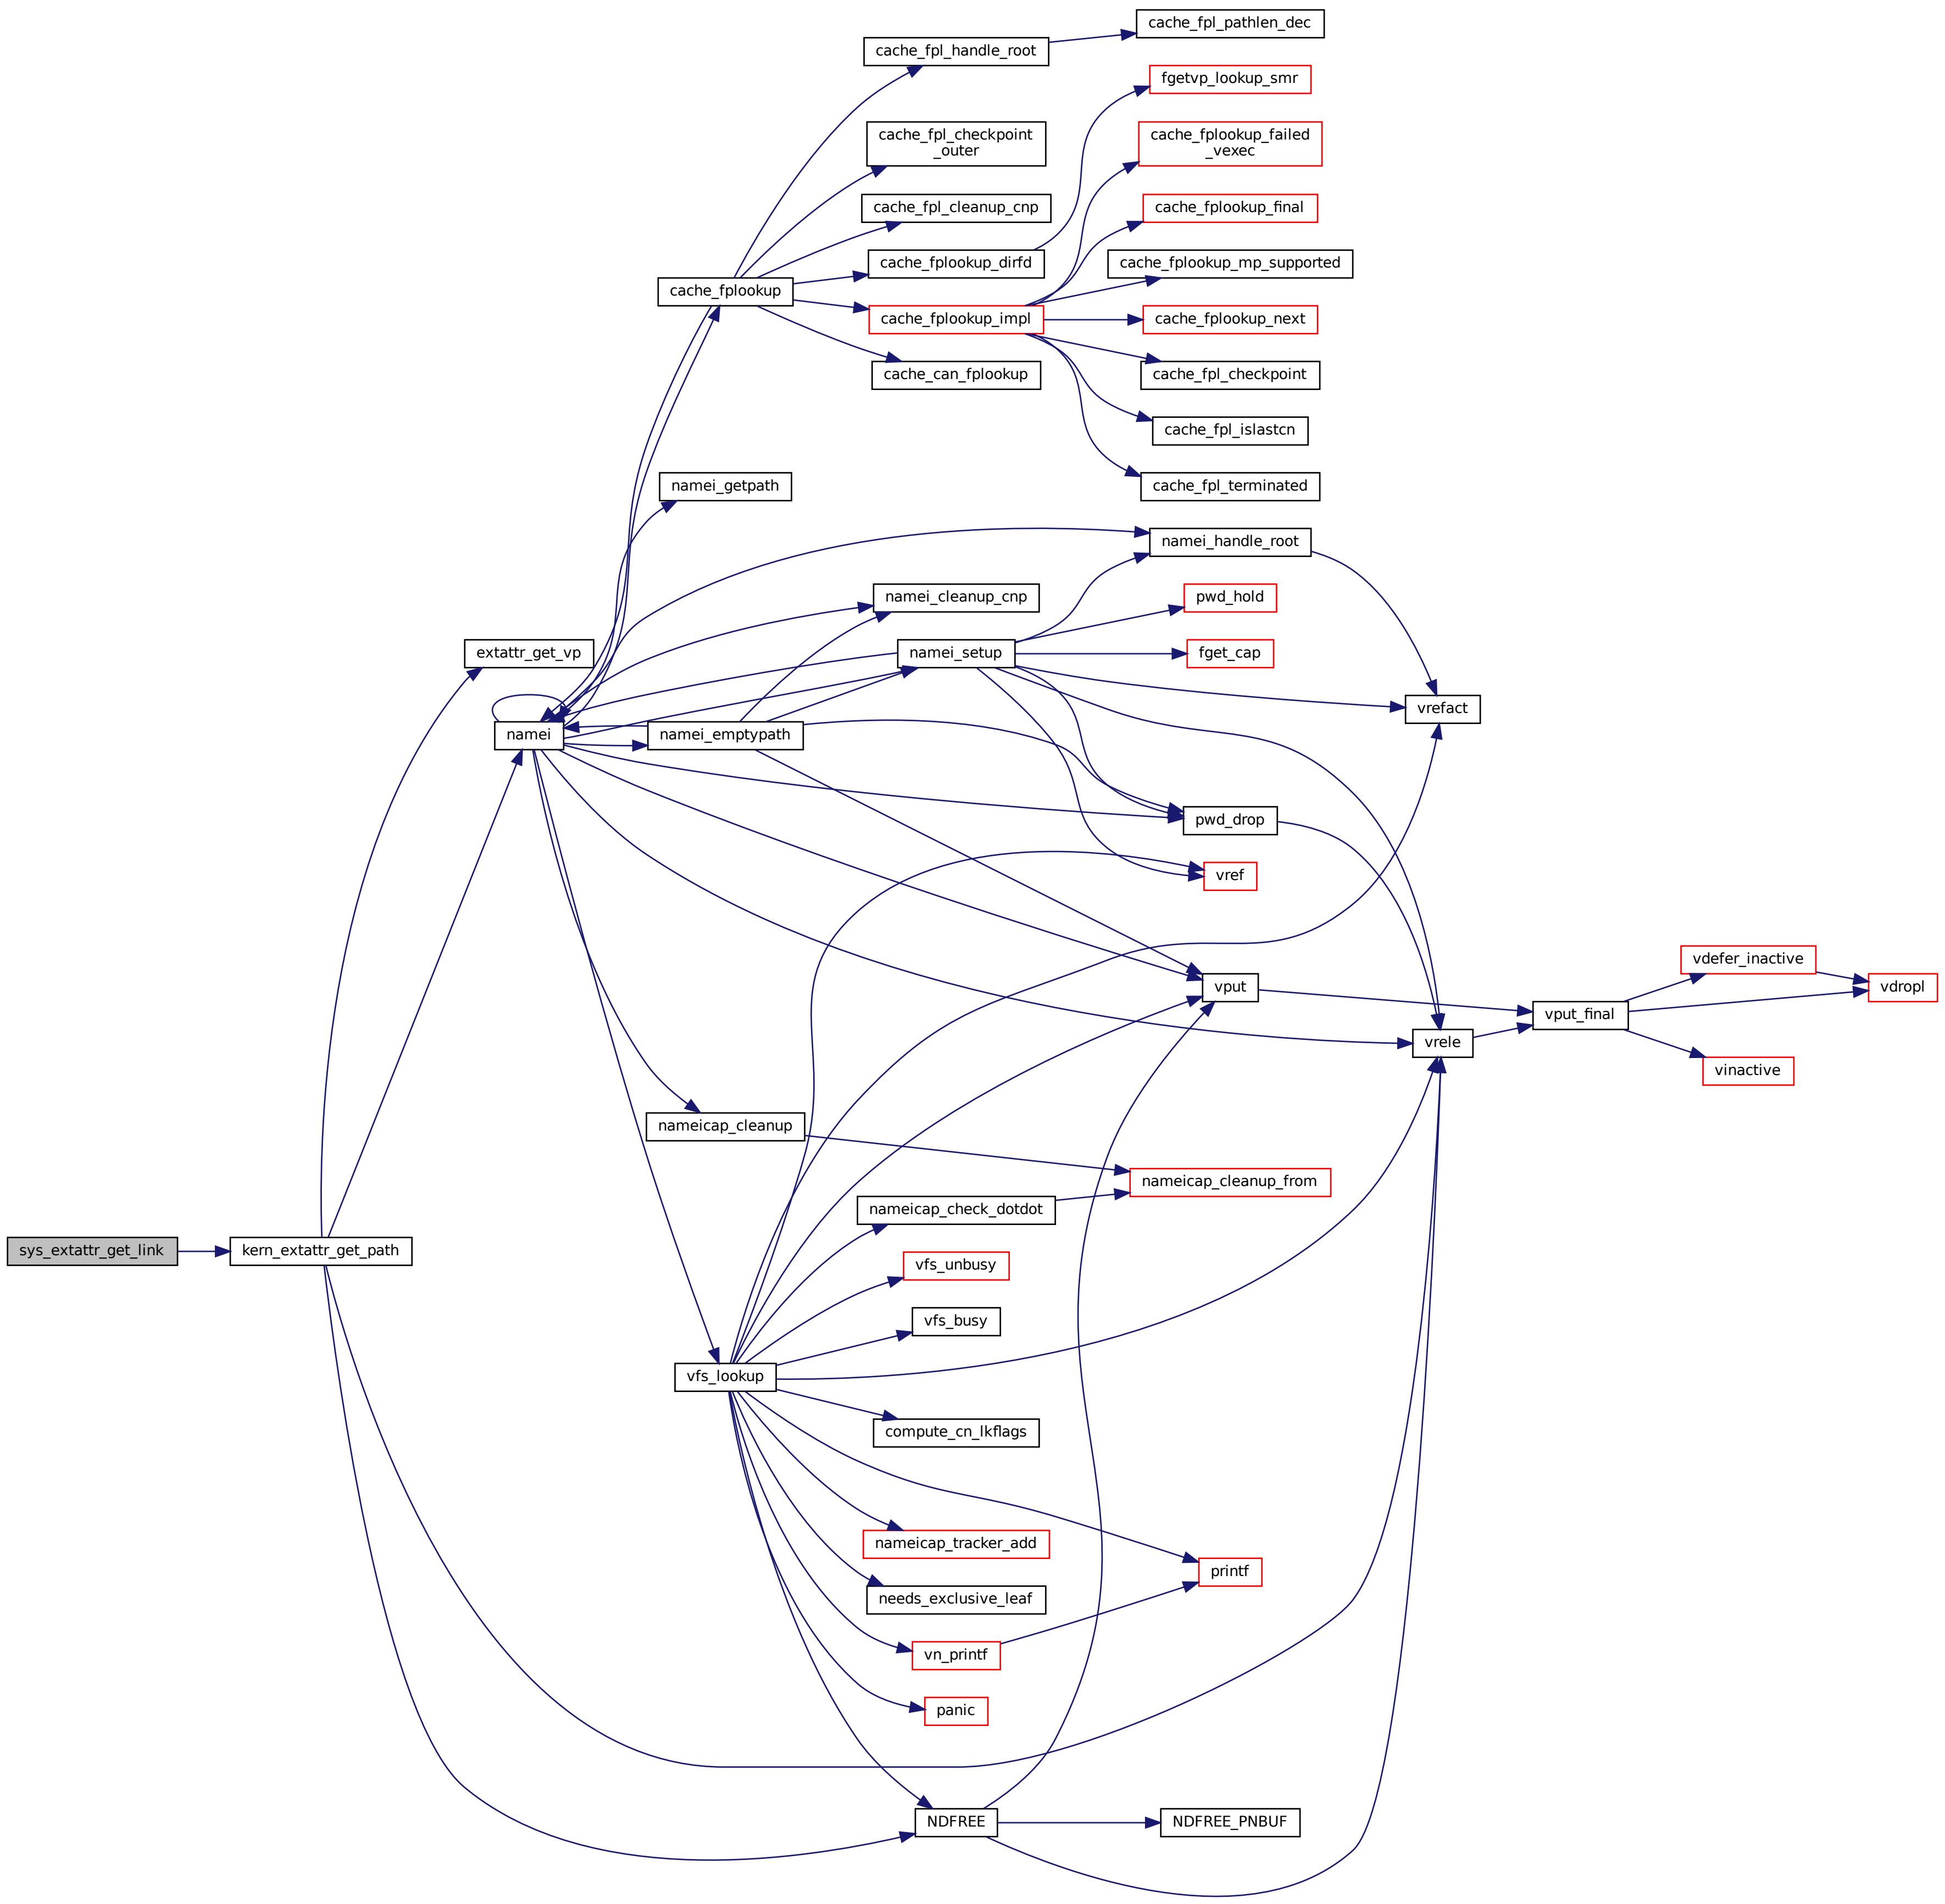 cache_fpl_pathlen_dec
cache_fpl_handle_root
fgetvp_lookup_smr
cache_fpl_checkpoint
_outer
cache_fplookup_failed
_vexec
cache_fpl_cleanup_cnp
cache_fplookup_final
cache_fplookup_dirfd
cache_fplookup_mp_supported
cache_fplookup
cache_fplookup_impl
cache_fplookup_next
cache_can_fplookup
cache_fpl_checkpoint
cache_fpl_islastcn
namei_getpath
cache_fpl_terminated
namei_handle_root
namei_cleanup_cnp
pwd_hold
extattr_get_vp
namei_setup
fget_cap
vrefact
namei
namei_emptypath
pwd_drop
vref
vdefer_inactive
vput
vdropl
vput_final
vrele
vinactive
nameicap_cleanup
nameicap_cleanup_from
nameicap_check_dotdot
sys_extattr_get_link
kern_extattr_get_path
vfs_unbusy
vfs_busy
vfs_lookup
compute_cn_lkflags
nameicap_tracker_add
printf
needs_exclusive_leaf
vn_printf
panic
NDFREE
NDFREE_PNBUF